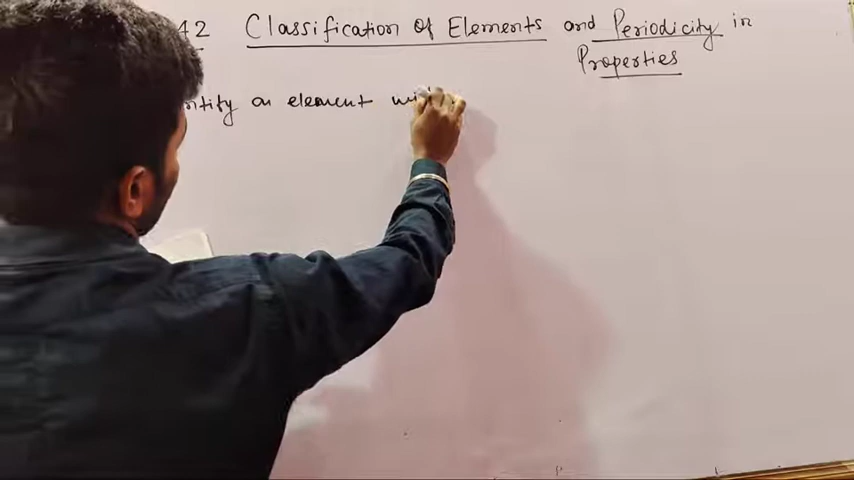 42 Classification of Elements and Periodicity in
Properties
ntify an element